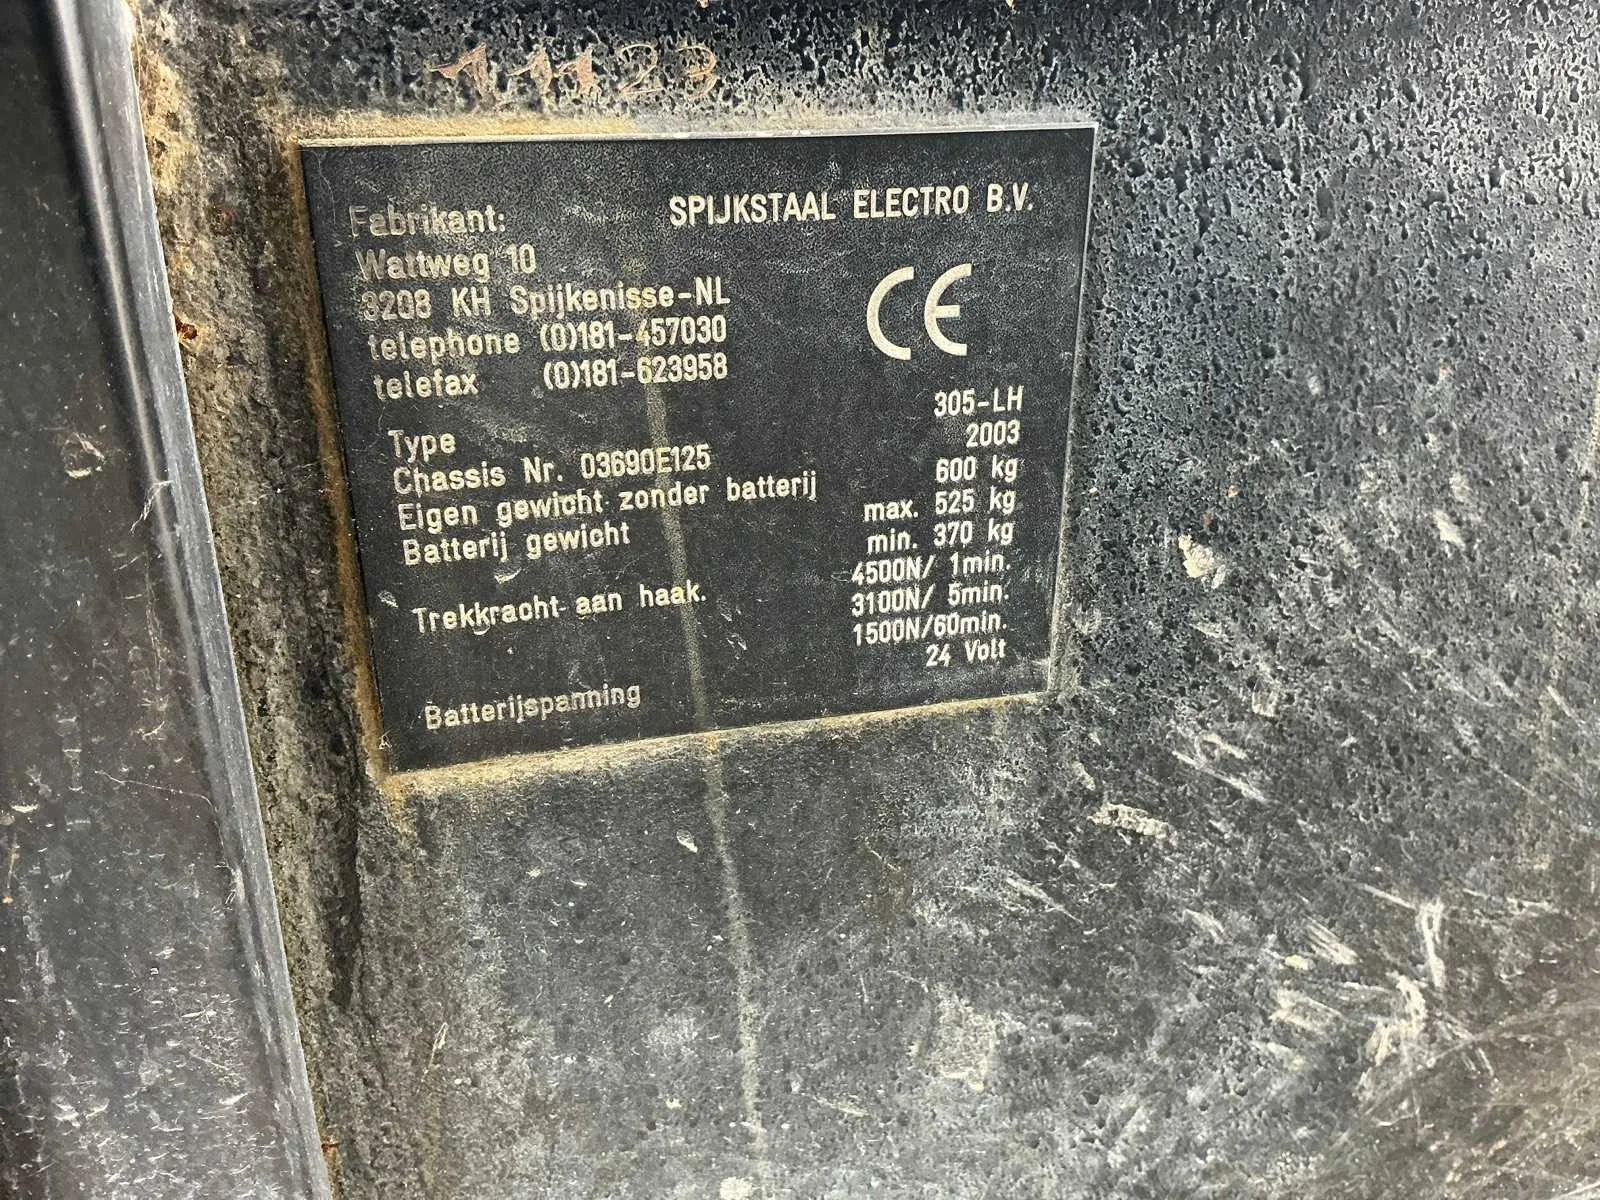 11123
Fabrikant: SPIJKSTAAL ELECTRO B.V.
Wattweg 10
3208 KH Spijkenisse-NL
telephone (0)181-457030
telefax (0)181-623958
CE
Type 305-LH
Chassis Nr. 03690E125 2003
Eigen gewicht zonder batterij 600 kg
Batterij gewicht max. 525 kg
min. 370 kg
Trekkracht aan haak. 4500N/ 1min.
3100N/ 5min.
1500N/60min.
Batterijspanning 24 Volt